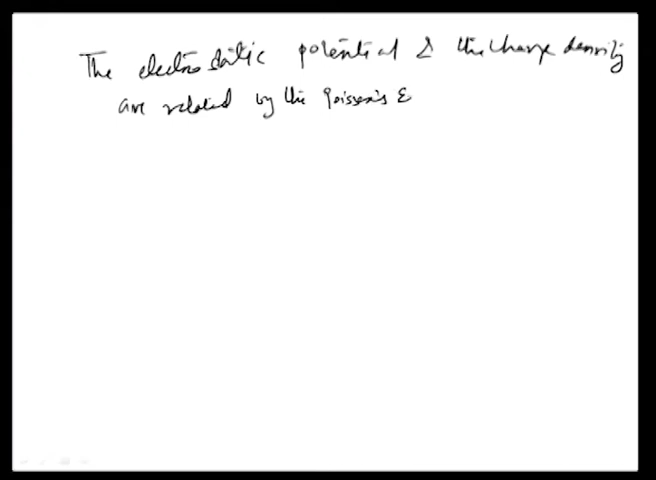 The electrostatic potential & the charge density
are related by the Poisson's E